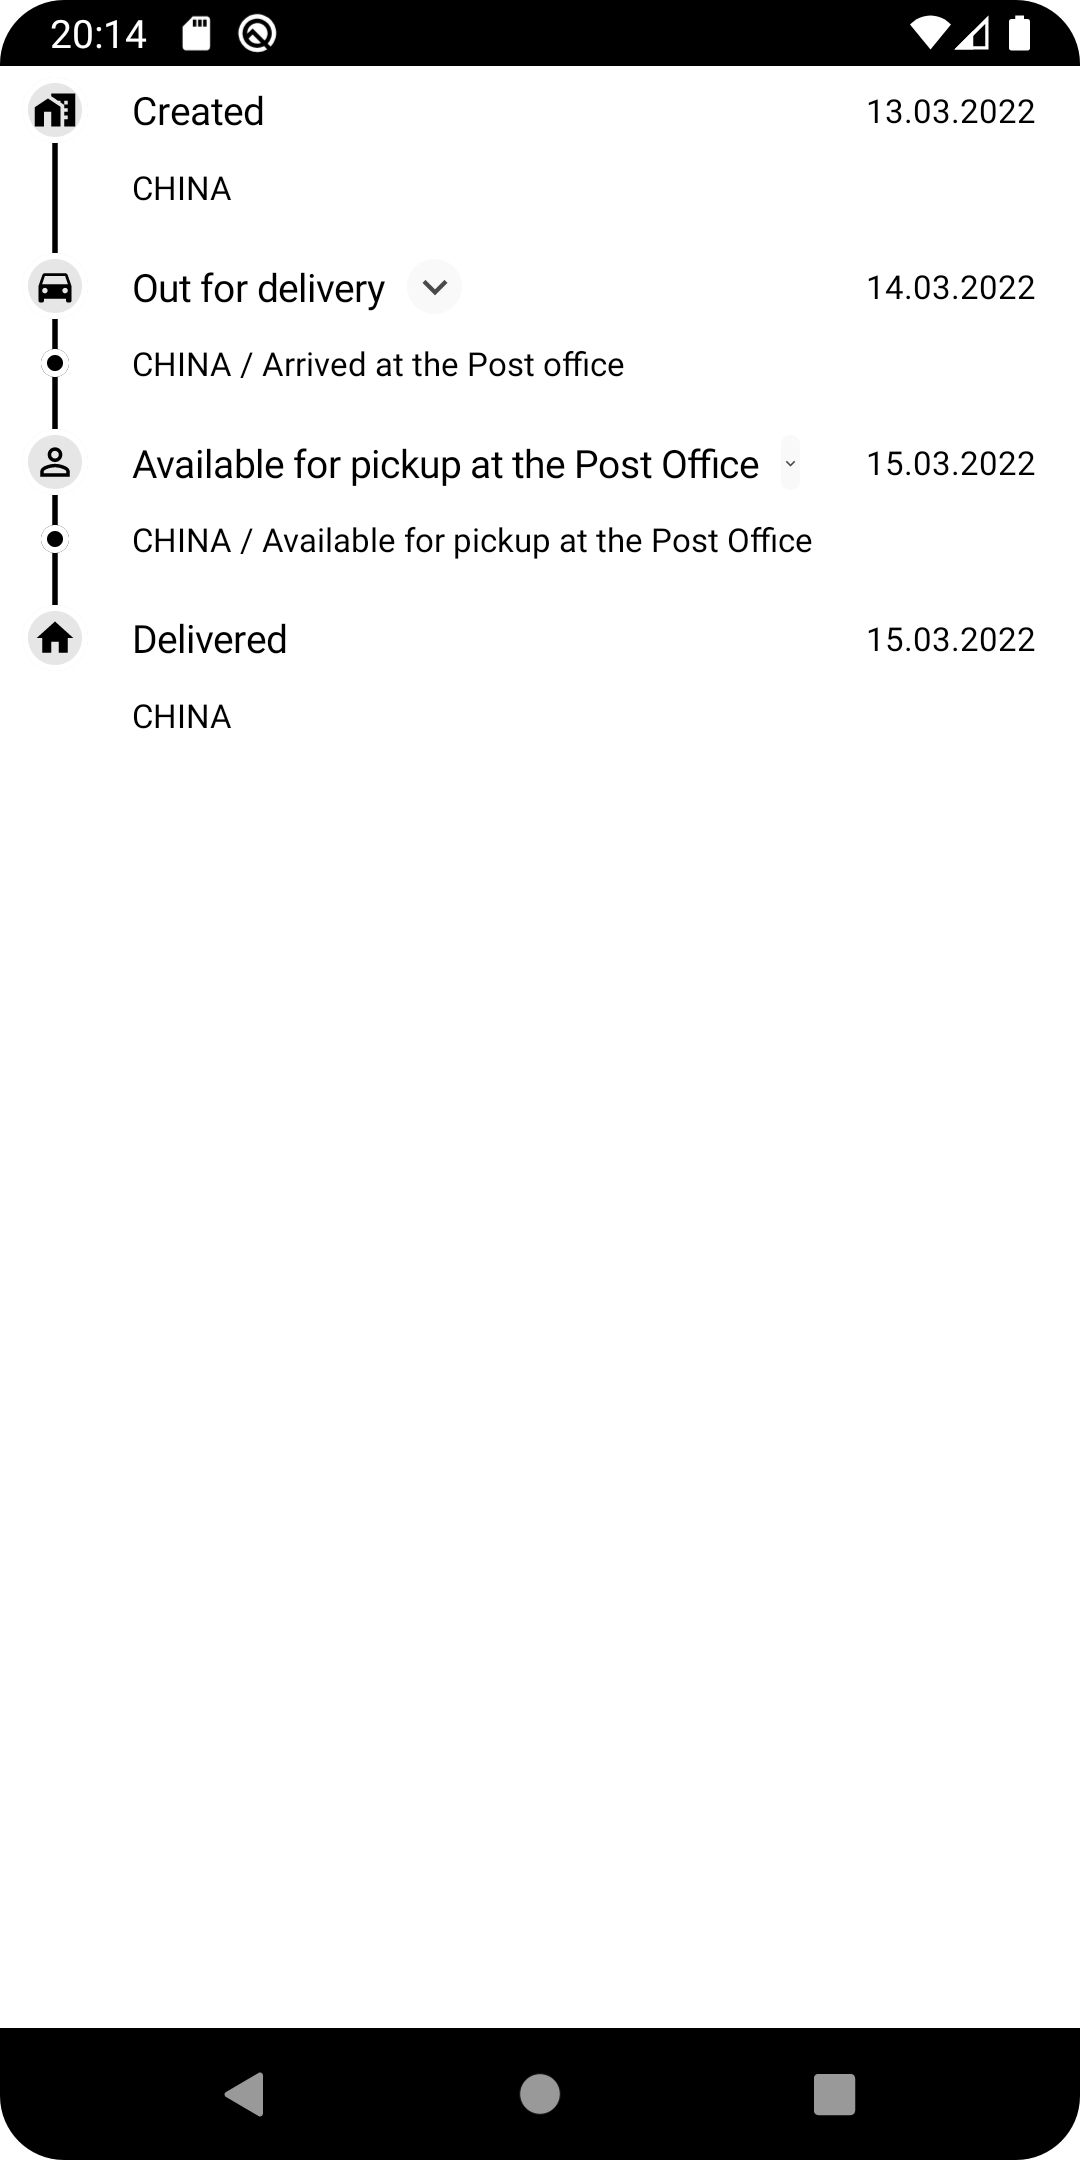 20:14
Created 13.03.2022
CHINA
Out for delivery 14.03.2022
CHINA / Arrived at the Post office
Available for pickup at the Post Office 15.03.2022
CHINA / Available for pickup at the Post Office
Delivered 15.03.2022
CHINA